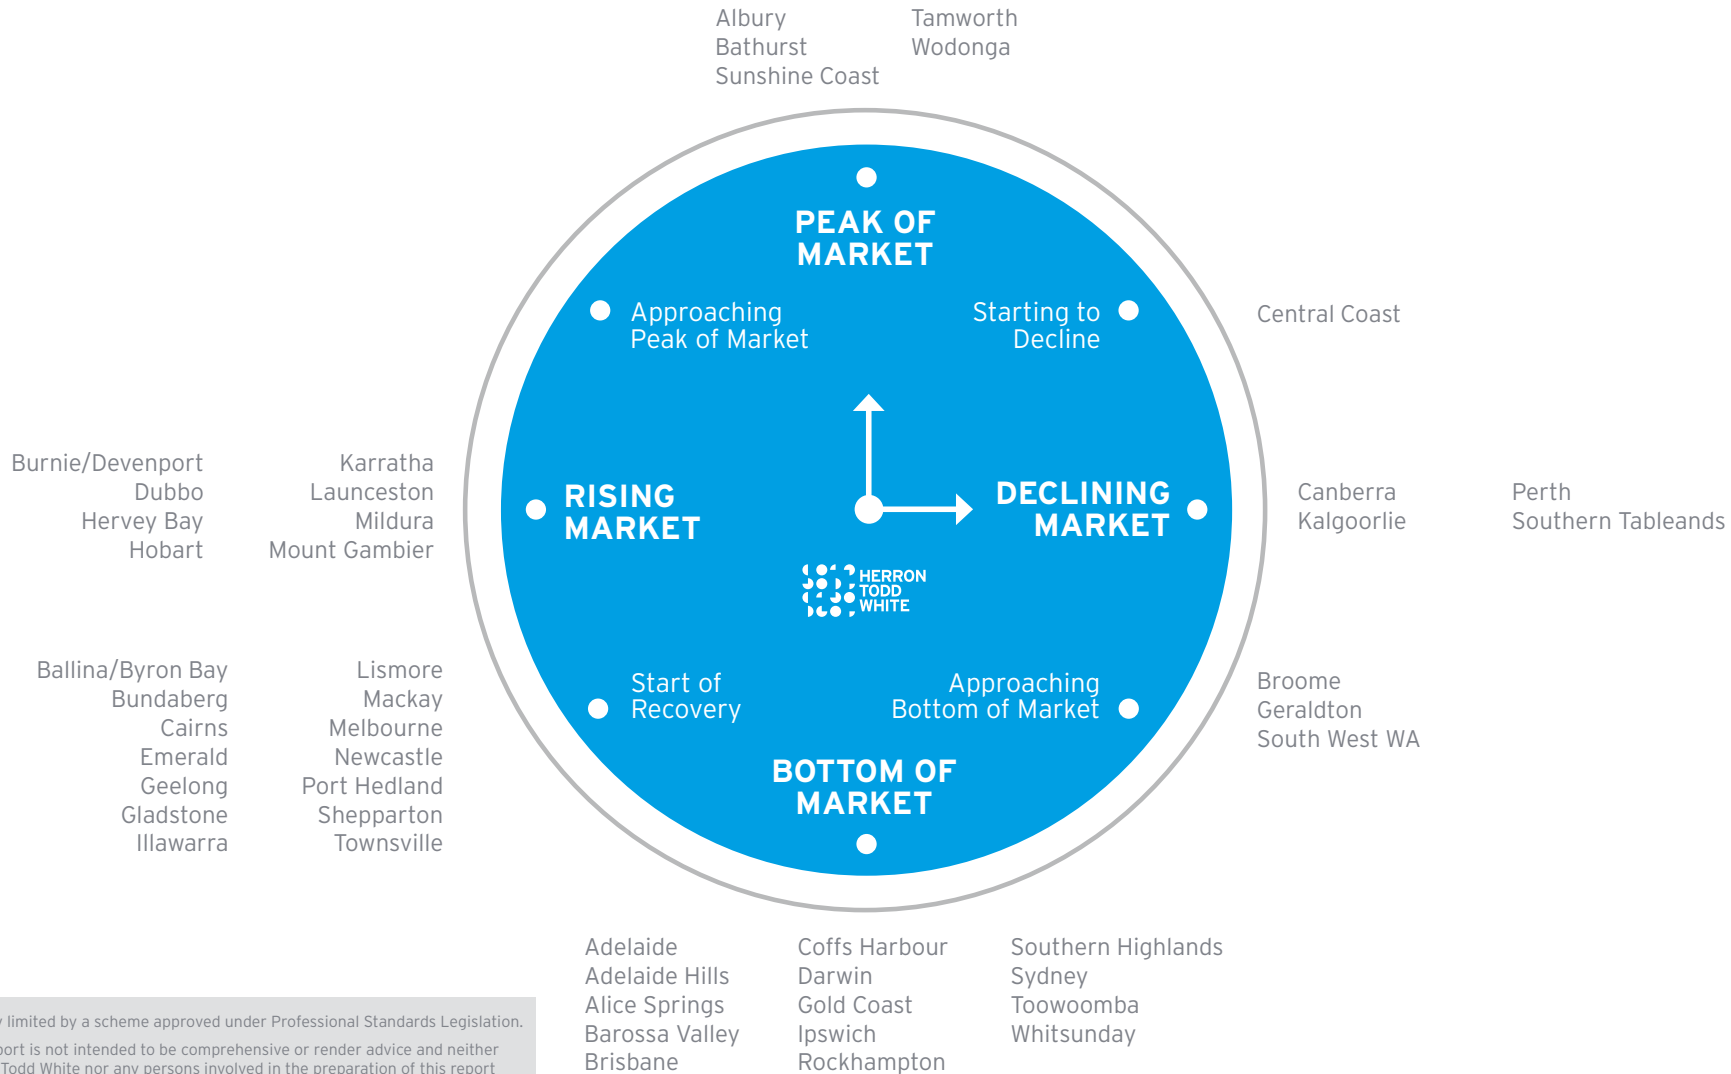 Albury
Bathurst
Sunshine Coast
Tamworth
Wodonga
PEAK OF
MARKET
Approaching
Peak of Market
Starting to
Decline
Central Coast
Burnie/Devenport
Dubbo
Hervey Bay
Hobart
Karratha
Launceston
Mildura
Mount Gambier
RISING
MARKET
DECLINING
MARKET
Canberra
Kalgoorlie
Perth
Southern Tableands
HERRON
TODD
WHITE
Ballina/Byron Bay
Bundaberg
Cairns
Emerald
Geelong
Gladstone
Illawarra
Lismore
Mackay
Melbourne
Newcastle
Port Hedland
Shepparton
Townsville
Start of
Recovery
Approaching
Bottom of Market
Broome
Geraldton
South West WA
BOTTOM OF
MARKET
Adelaide
Adelaide Hills
Alice Springs
Barossa Valley
Brisbane
Coffs Harbour
Darwin
Gold Coast
Ipswich
Rockhampton
Southern Highlands
Sydney
Toowoomba
Whitsunday
limited by a scheme approved under Professional Standards Legislation.
is not intended to be comprehensive or render advice and neither
Todd White nor any persons involved in the preparation of this report